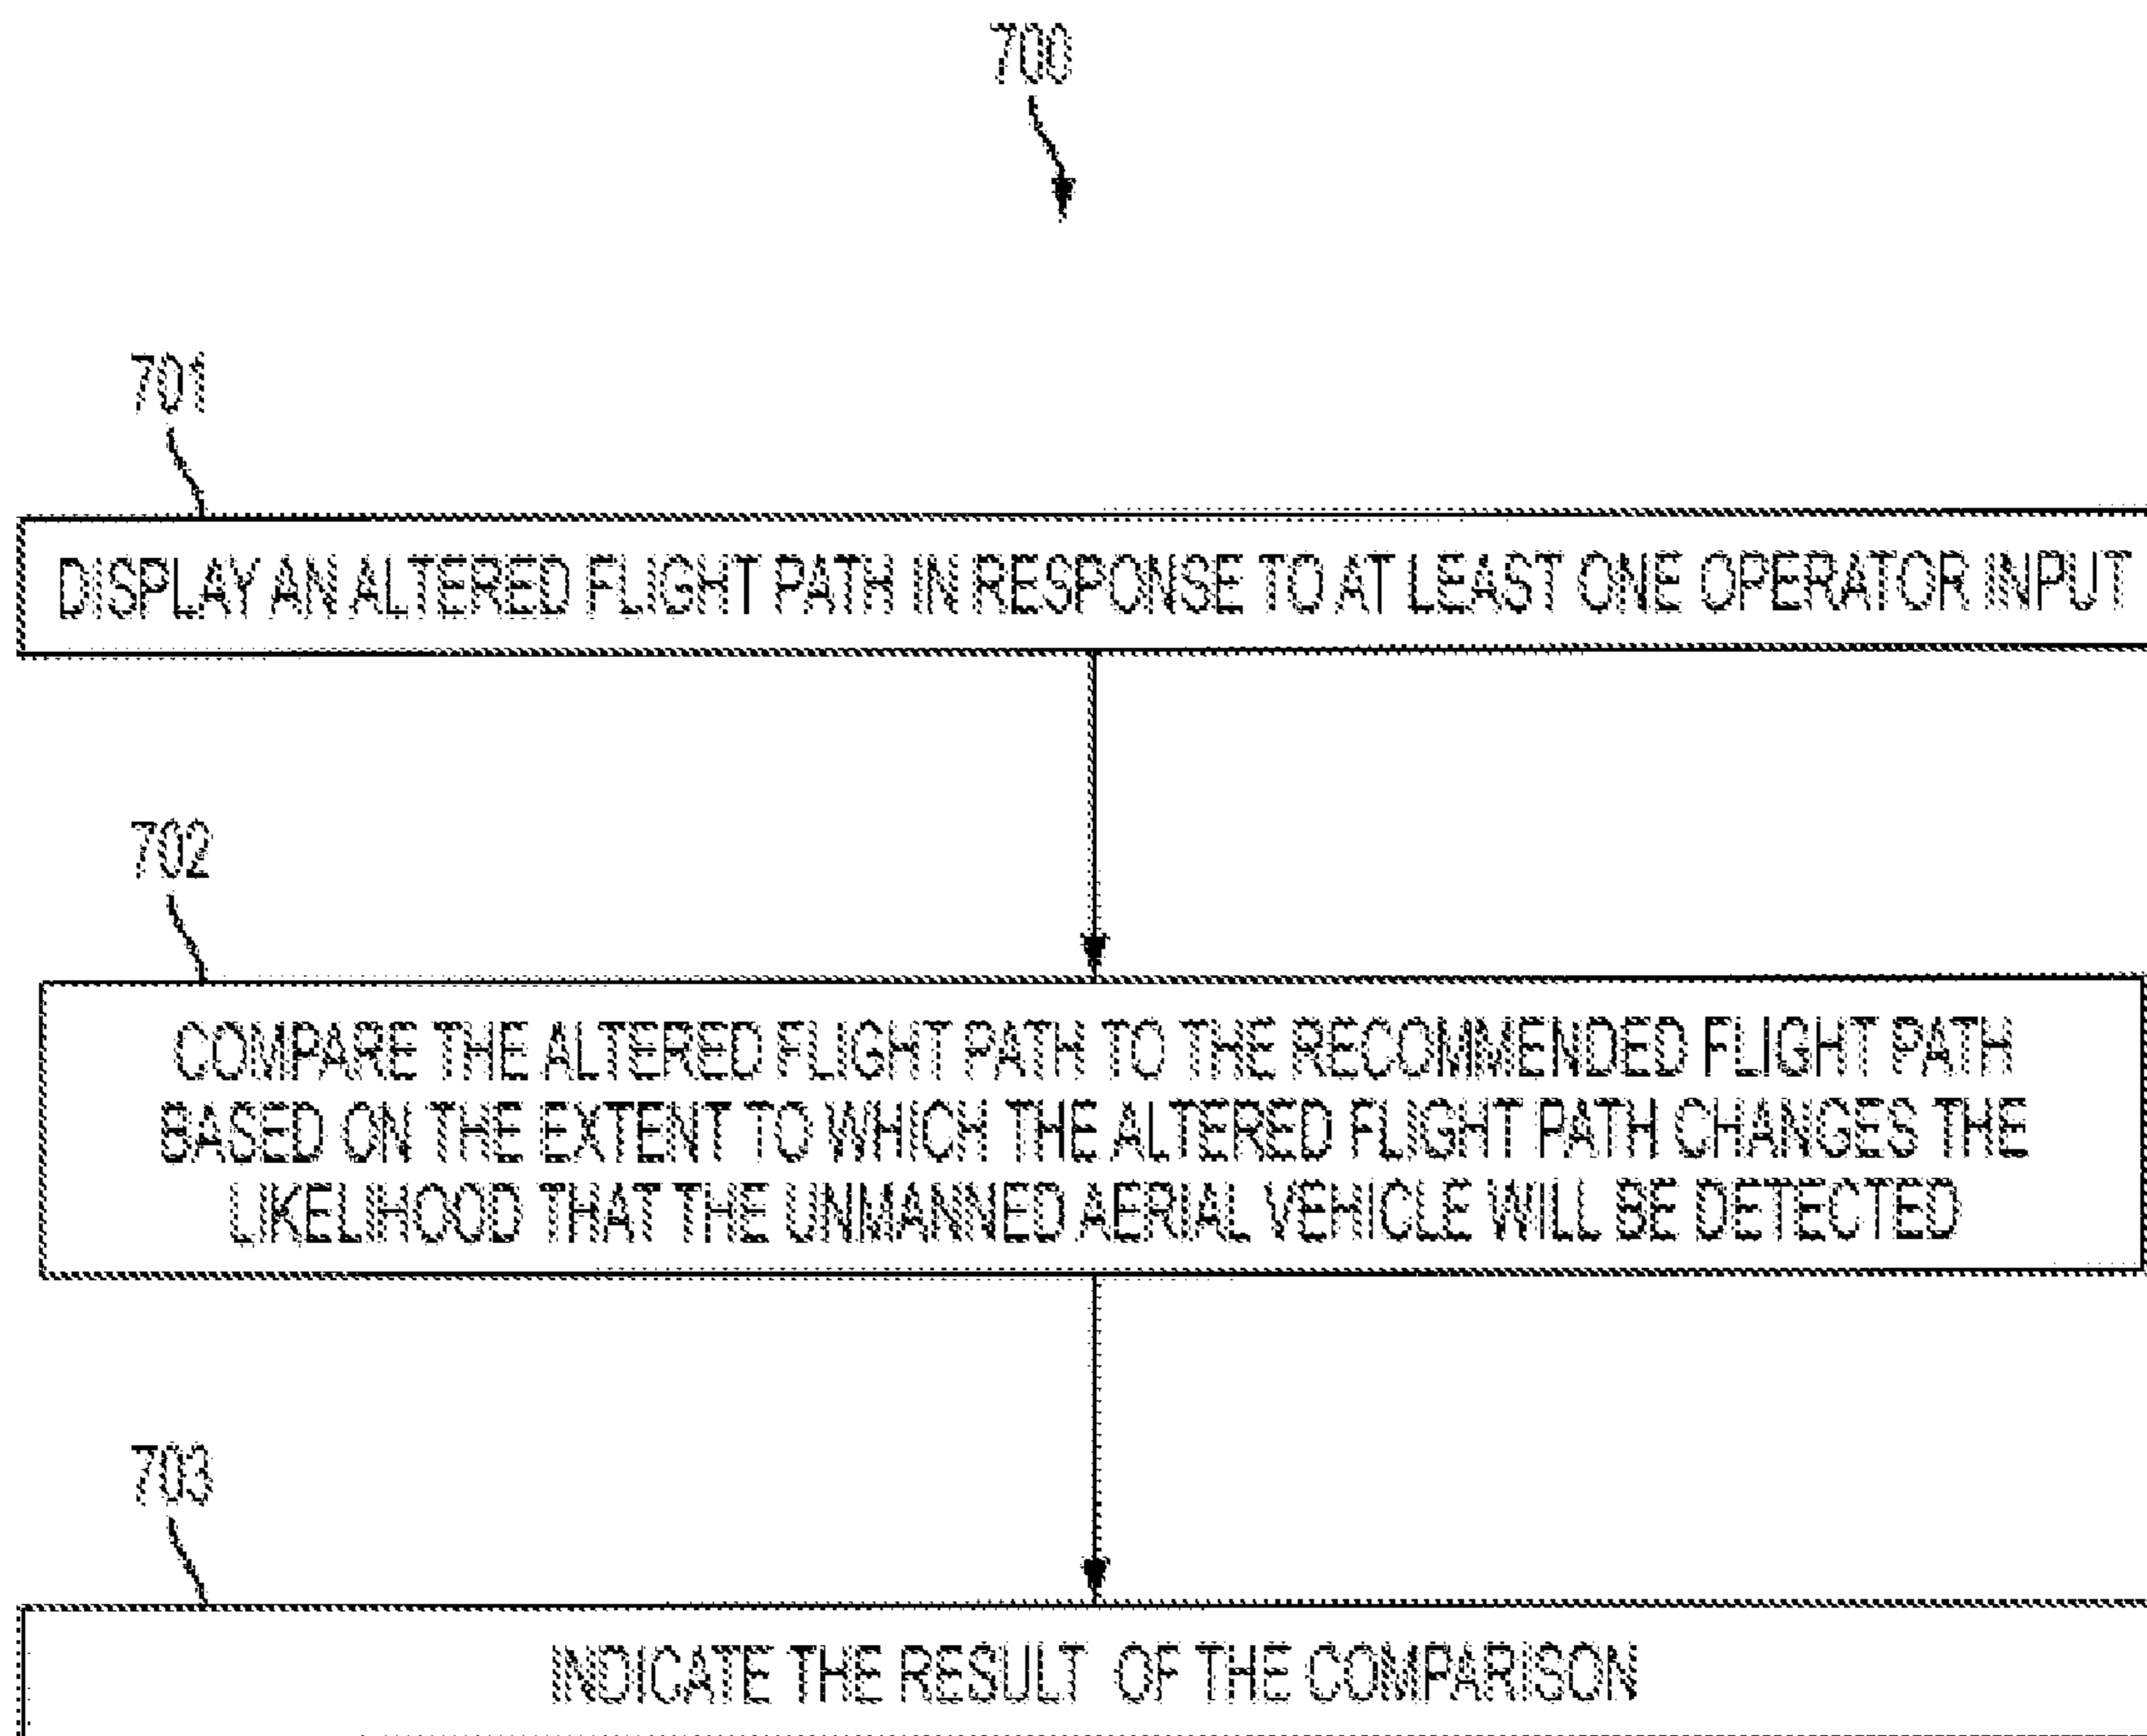 700
701
DISPLAY AN ALTERED FLIGHT PATH IN RESPONSE TO AT LEAST ONE OPERATOR INPUT
702
COMPARE THE ALTERED FLIGHT PATH TO THE RECOMMENDED FLIGHT PATH
BASED ON THE EXTENT TO WHICH THE ALTERED FLIGHT PATH CHANGES THE
LIKELIHOOD THAT THE UNMANNED AERIAL VEHICLE WILL BE DETECTED
703
INDICATE THE RESULT OF THE COMPARISON